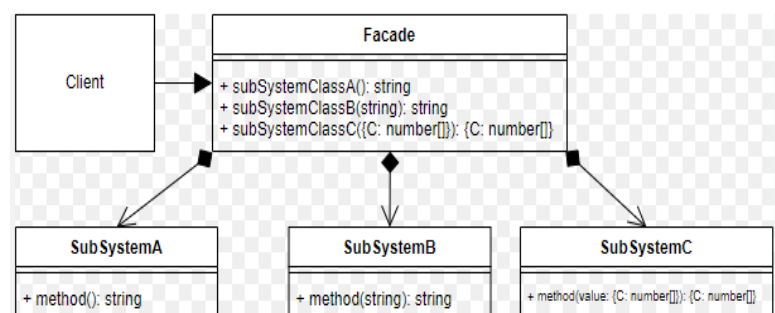 Facade
Client
+ subSystemClassA(): string
+ subSystemClassB(string): string
+ subSystemClassC({C: number[]}): {C: number[]}
SubSystemA
SubSystemB
SubSystemC
+ method(): string
+ method(string): string
+ method(value: {C: number[]}): {C: number[]}